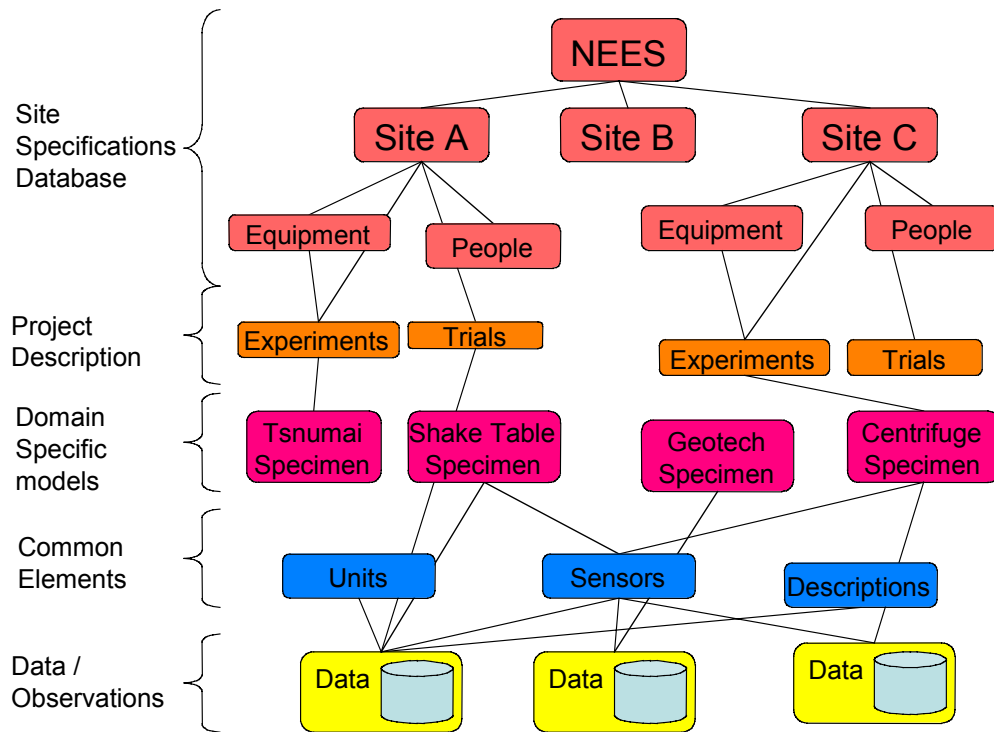 NEES
Site
Specifications
Database
Site A
Site B
Site C
Equipment
People
Equipment
People
Project
Description
Experiments
Trials
Experiments
Trials
Domain
Specific
models
Tsnumai
Specimen
Shake Table
Specimen
Geotech
Specimen
Centrifuge
Specimen
Common
Elements
Units
Sensors
Descriptions
Data /
Observations
Data
Data
Data